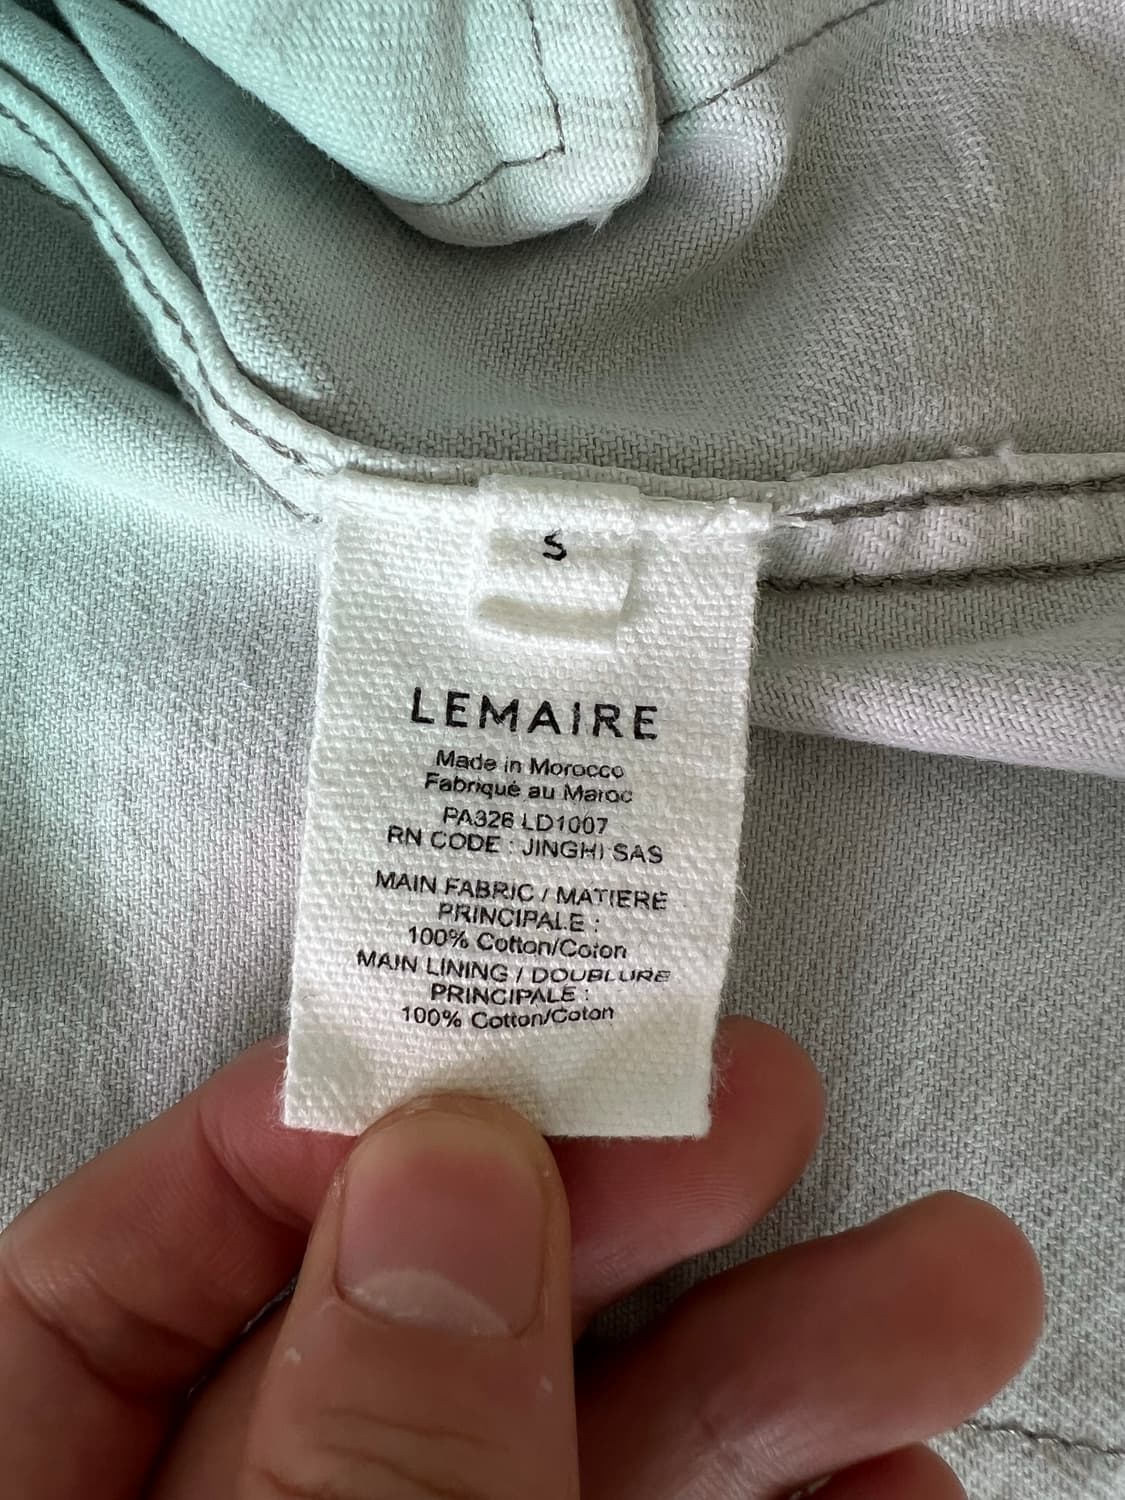 S
LEMAIRE
Made in Morocco
Fabriqué au Maroc
PA326 LD1007
RN CODE : JINGHI SAS
MAIN FABRIC / MATIERE
PRINCIPALE :
100% Cotton/Coton
MAIN LINING / DOUBLURE
PRINCIPALE :
100% Cotton/Coton